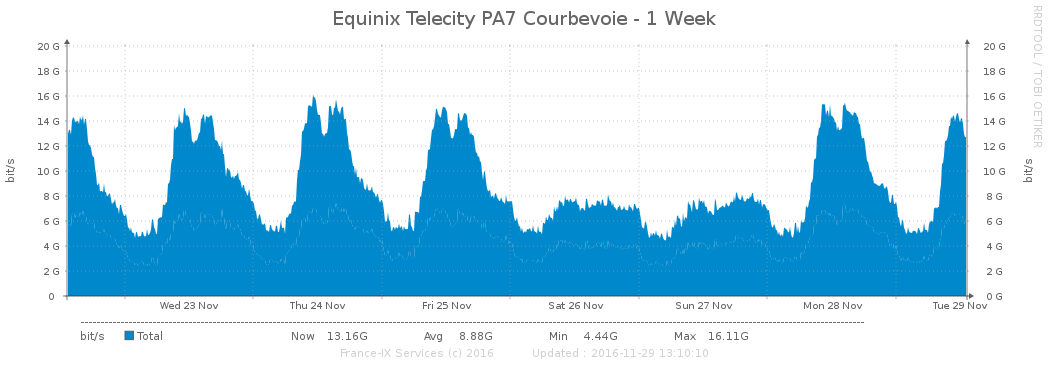 Equinix Telecity PA7 Courbevoie - 1 Week
RRDTOOL / TOBI OETIKER
20 G 20 G
18 G 18 G
16 G 16 G
14 G 14 G
12 G 12 G
10 G 10 G
8 G 8 G
6 G 6 G
4 G 4 G
2 G 2 G
0 0 G
bit/s bit/s
Wed 23 Nov Thu 24 Nov Fri 25 Nov Sat 26 Nov Sun 27 Nov Mon 28 Nov Tue 29 Nov
bit/s Total Now 13.16G Avg 8.88G Min 4.44G Max 16.11G
France-IX Services (c) 2016 Updated : 2016-11-29 13:10:10